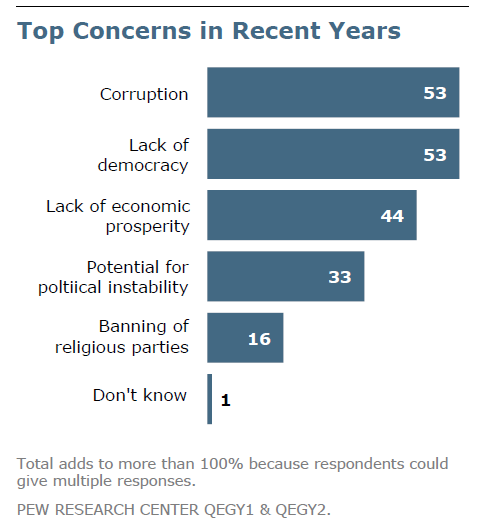 Top Concerns in Recent Years
Corruption
53
Lack of
democracy
53
Lack of economic
prosperity
44
Potential for
poltiical instability
33
Banning of
religious parties
16
Don't know
1
Total adds to more than 100% because respondents could
give multiple responses.
PEW RESEARCH CENTER QEGY1 & QEGY2.